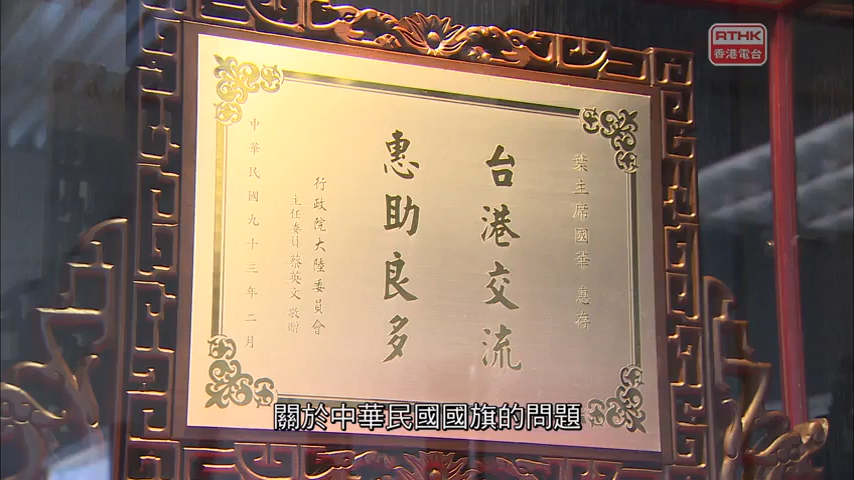 RTHK
香港電台
葉主席國華 惠存
台港交流
惠助良多
行政院大陸委員會
主任委員蔡英文 敬贈
中華民國九十三年二月
關於中華民國國旗的問題